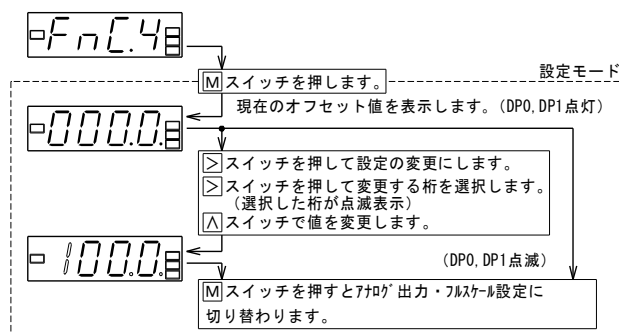 FnC.4
設定モード
Mスイッチを押します。
現在のオフセット値を表示します。(DP0,DP1点灯)
000.0.
>スイッチを押して設定の変更にします。
>スイッチを押して変更する桁を選択します。
(選択した桁が点滅表示)
∧スイッチで値を変更します。
100.0.
(DP0,DP1点滅)
Mスイッチを押すとアナログ出力・フルスケール設定に
切り替わります。